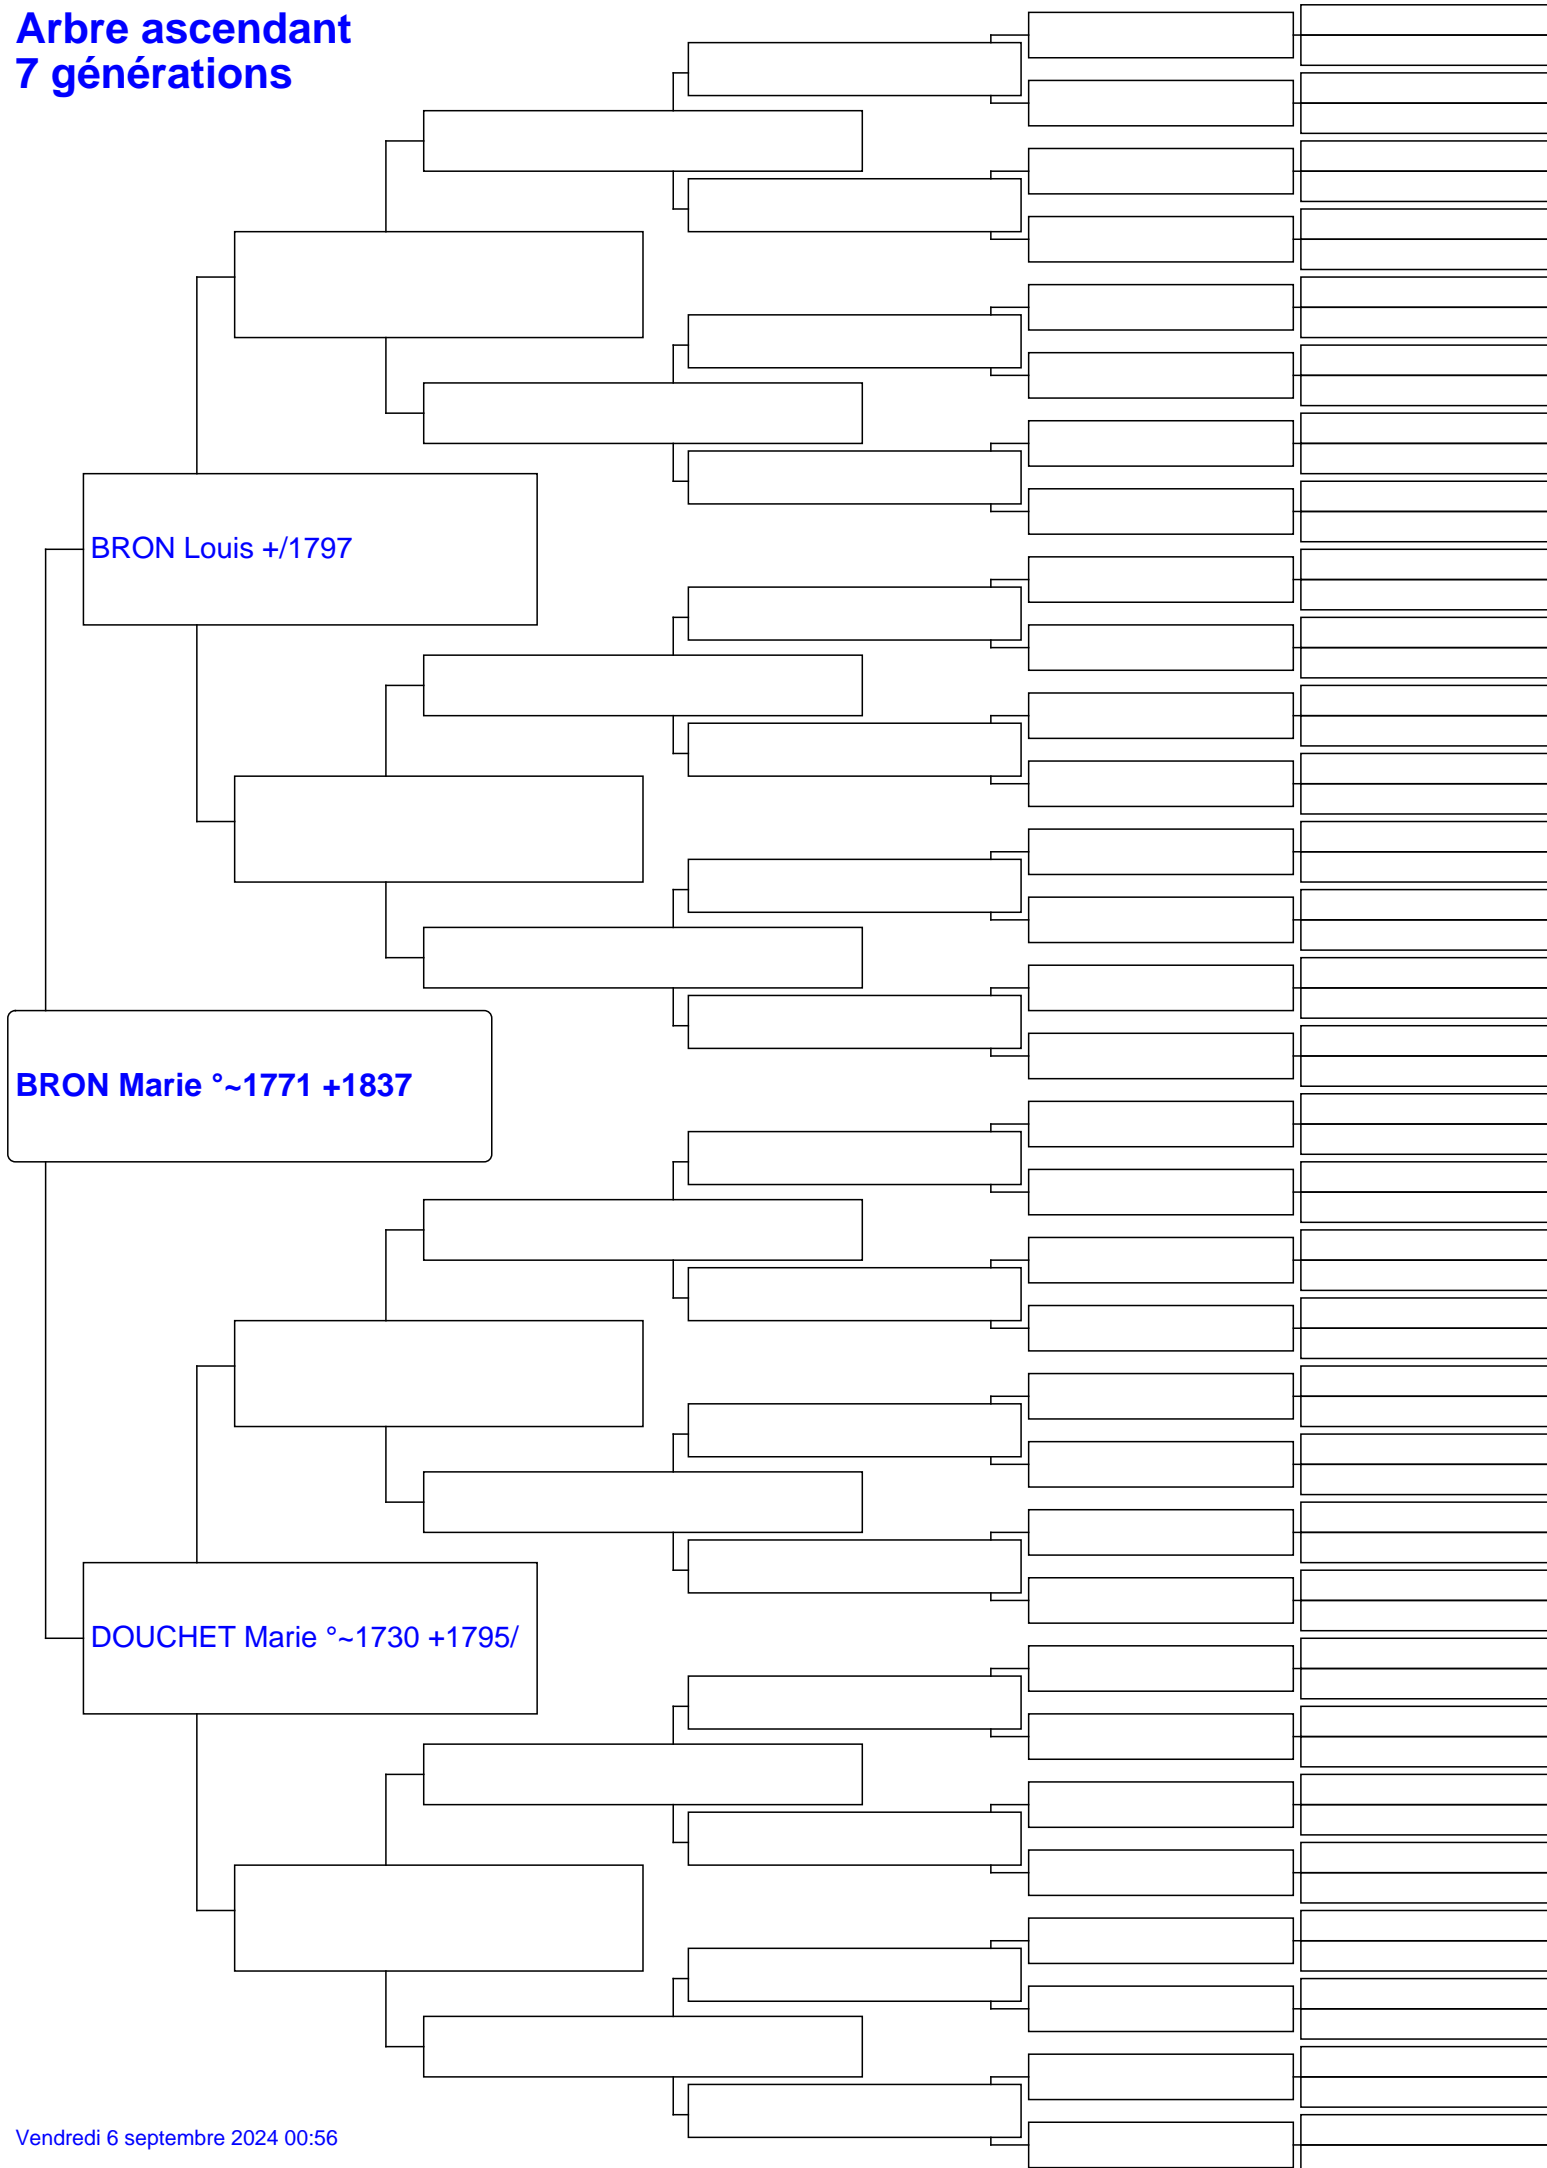 Arbre ascendant
7 générations
BRON Louis +/1797
BRON Marie °~1771 +1837
DOUCHET Marie °~1730 +1795/
Vendredi 6 septembre 2024 00:56